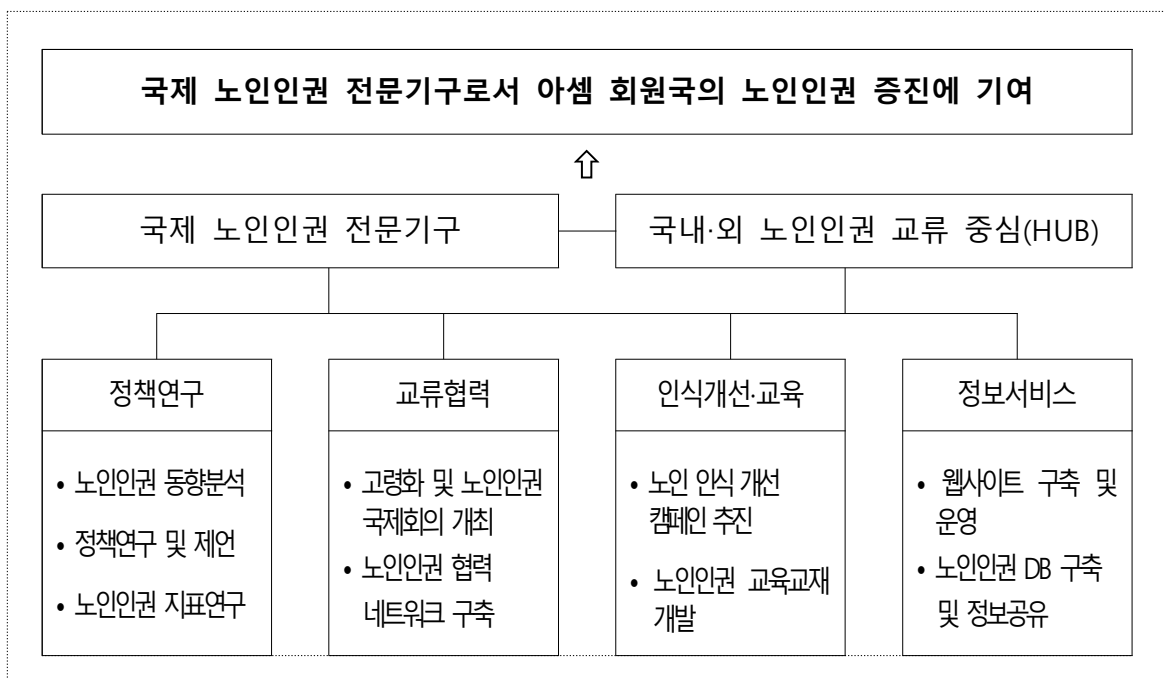 국제 노인인권 전문기구로서 아셈 회원국의 노인인권 증진에 기여
⇧
국제 노인인권 전문기구
국내·외 노인인권 교류 중심(HUB)
정책연구
• 노인인권 동향분석
• 정책연구 및 제언
• 노인인권 지표연구
교류협력
• 고령화 및 노인인권
국제회의 개최
• 노인인권 협력
네트워크 구축
인식개선·교육
• 노인 인식 개선
캠페인 추진
• 노인인권 교육교재
개발
정보서비스
• 웹사이트 구축 및
운영
• 노인인권 DB 구축
및 정보공유